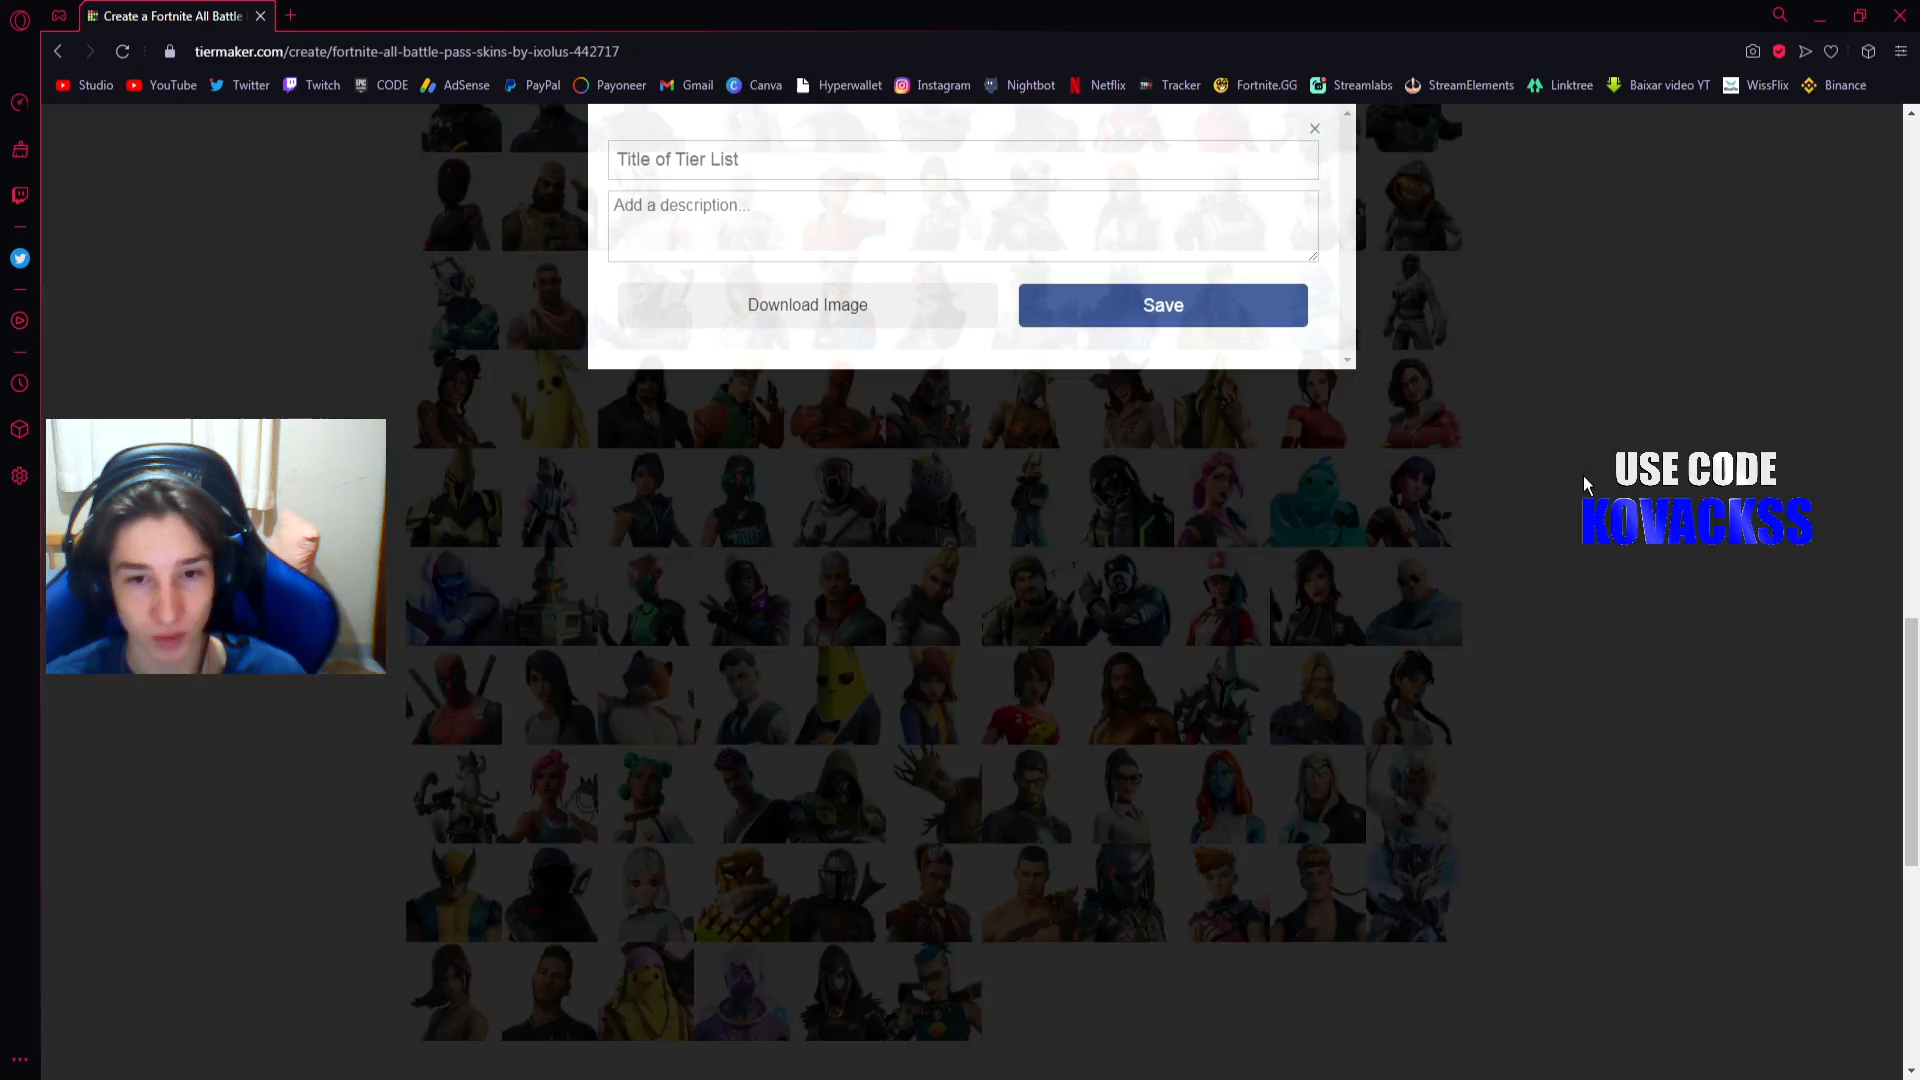 Create a Fortnite All Battle
tiermaker.com/create/fortnite-all-battle-pass-skins-by-ixolus-442717
Studio YouTube Twitter Twitch CODE AdSense PayPal Payoneer Gmail Canva Hyperwallet Instagram Nightbot Netflix Tracker Fortnite.GG Streamlabs StreamElements Linktree Baixar video YT WissFlix Binance
Title of Tier List
Add a description...
Download Image Save
USE CODE
KOVACKSS